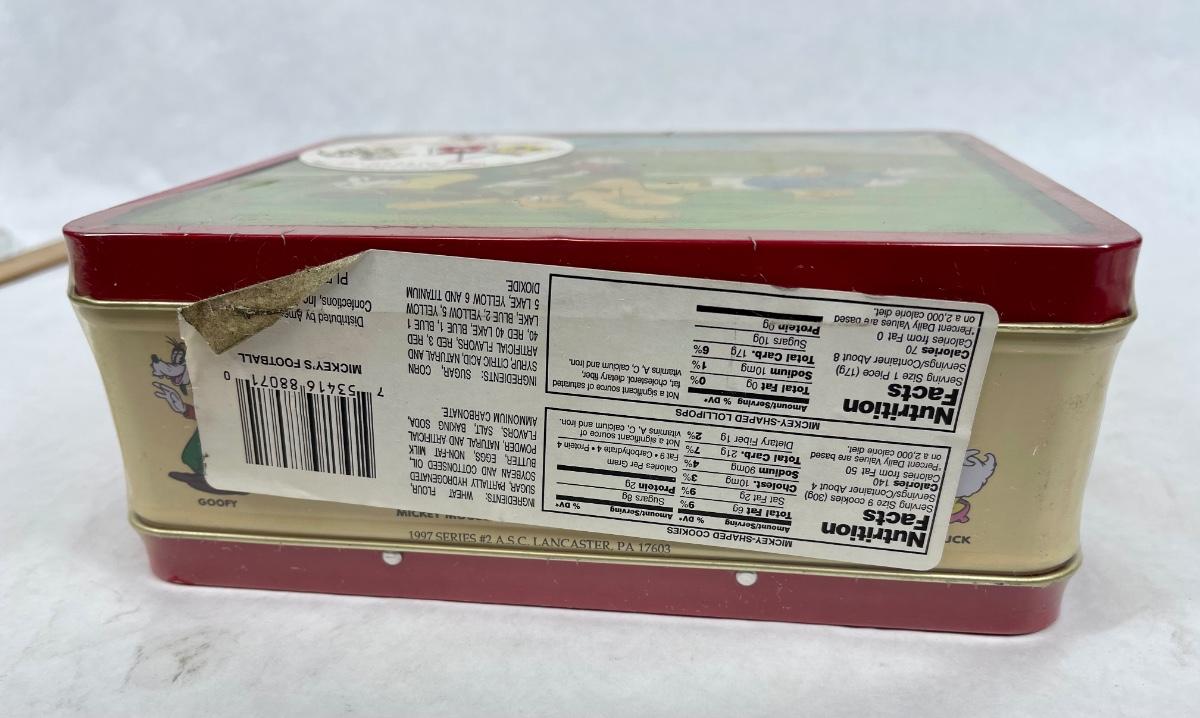 GOOFY
MICKEY
1997 SERIES #2 A.S.C. LANCASTER, PA 17603
UCK
MICKEY-SHAPED COOKIES
Nutrition
Facts
Serving Size 9 cookies (30g)
Servings/Container About 4
Calories 140
Calories from Fat 50
*Percent Daily Values are based
on a 2,000 calorie diet.
Amount/Serving % DV*
Total Fat 6g 9%
Sat Fat 2g 9%
Cholest. 10mg 3%
Sodium 90mg 4%
Total Carb. 21g 7%
Dietary Fiber 1g 2%
Amount/Serving % DV*
Sugars 8g
Protein 2g
Calories Per Gram
Fat 9 • Carbohydrate 4 • Protein 4
Not a significant source of
vitamins A, C, calcium and iron.
MICKEY-SHAPED LOLLIPOPS
Nutrition
Facts
Serving Size 1 Piece (17g)
Servings/Container About 8
Calories 70
Calories from Fat 0
*Percent Daily Values are based
on a 2,000 calorie diet.
Amount/Serving % DV*
Total Fat 0g 0%
Sodium 10mg 1%
Total Carb. 17g 6%
Sugars 10g
Protein 0g
Not a significant source of saturated
fat, cholesterol, dietary fiber,
vitamins A, C, calcium and iron.
INGREDIENTS: WHEAT FLOUR,
SUGAR, PARTIALLY HYDROGENATED
SOYBEAN AND COTTONSEED OIL,
BUTTER, EGGS, NON-FAT MILK
POWDER, NATURAL AND ARTIFICIAL
FLAVORS, SALT, BAKING SODA,
AMMONIUM CARBONATE.
INGREDIENTS: SUGAR, CORN
SYRUP, CITRIC ACID, NATURAL AND
ARTIFICIAL FLAVORS, BLUE 1
40, RED 40 LAKE, BLUE 1, RED 3, RED
LAKE, BLUE 2, YELLOW 5, YELLOW
5 LAKE, YELLOW 6 AND TITANIUM
DIOXIDE.
7 53416 88071 0
MICKEY'S FOOTBALL
Distributed by
Confections, Inc.